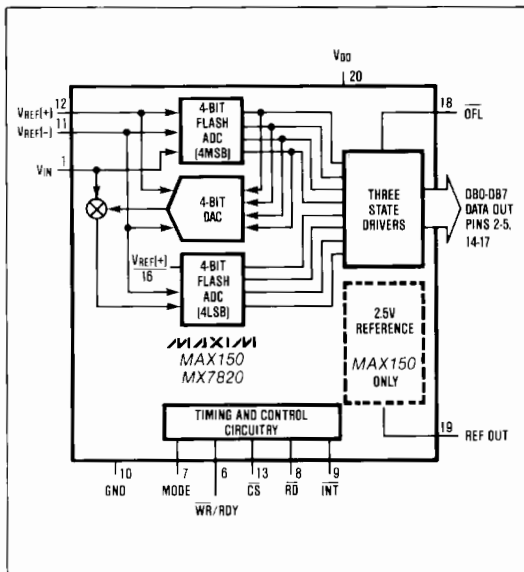 VDD
20
12
VREF(+)
11
VREF(-)
1
VIN
4-BIT
FLASH
ADC
(4MSB)
18
OFL
4-BIT
DAC
THREE
STATE
DRIVERS
DB0-DB7
DATA OUT
PINS 2-5,
14-17
VREF(+)
16
4-BIT
FLASH
ADC
(4LSB)
2.5V
REFERENCE
MAX150
ONLY
MAXIM
MAX150
MX7820
19
REF OUT
TIMING AND CONTROL
CIRCUITRY
10 7 6 13 8 9
GND MODE WR/RDY CS RD INT